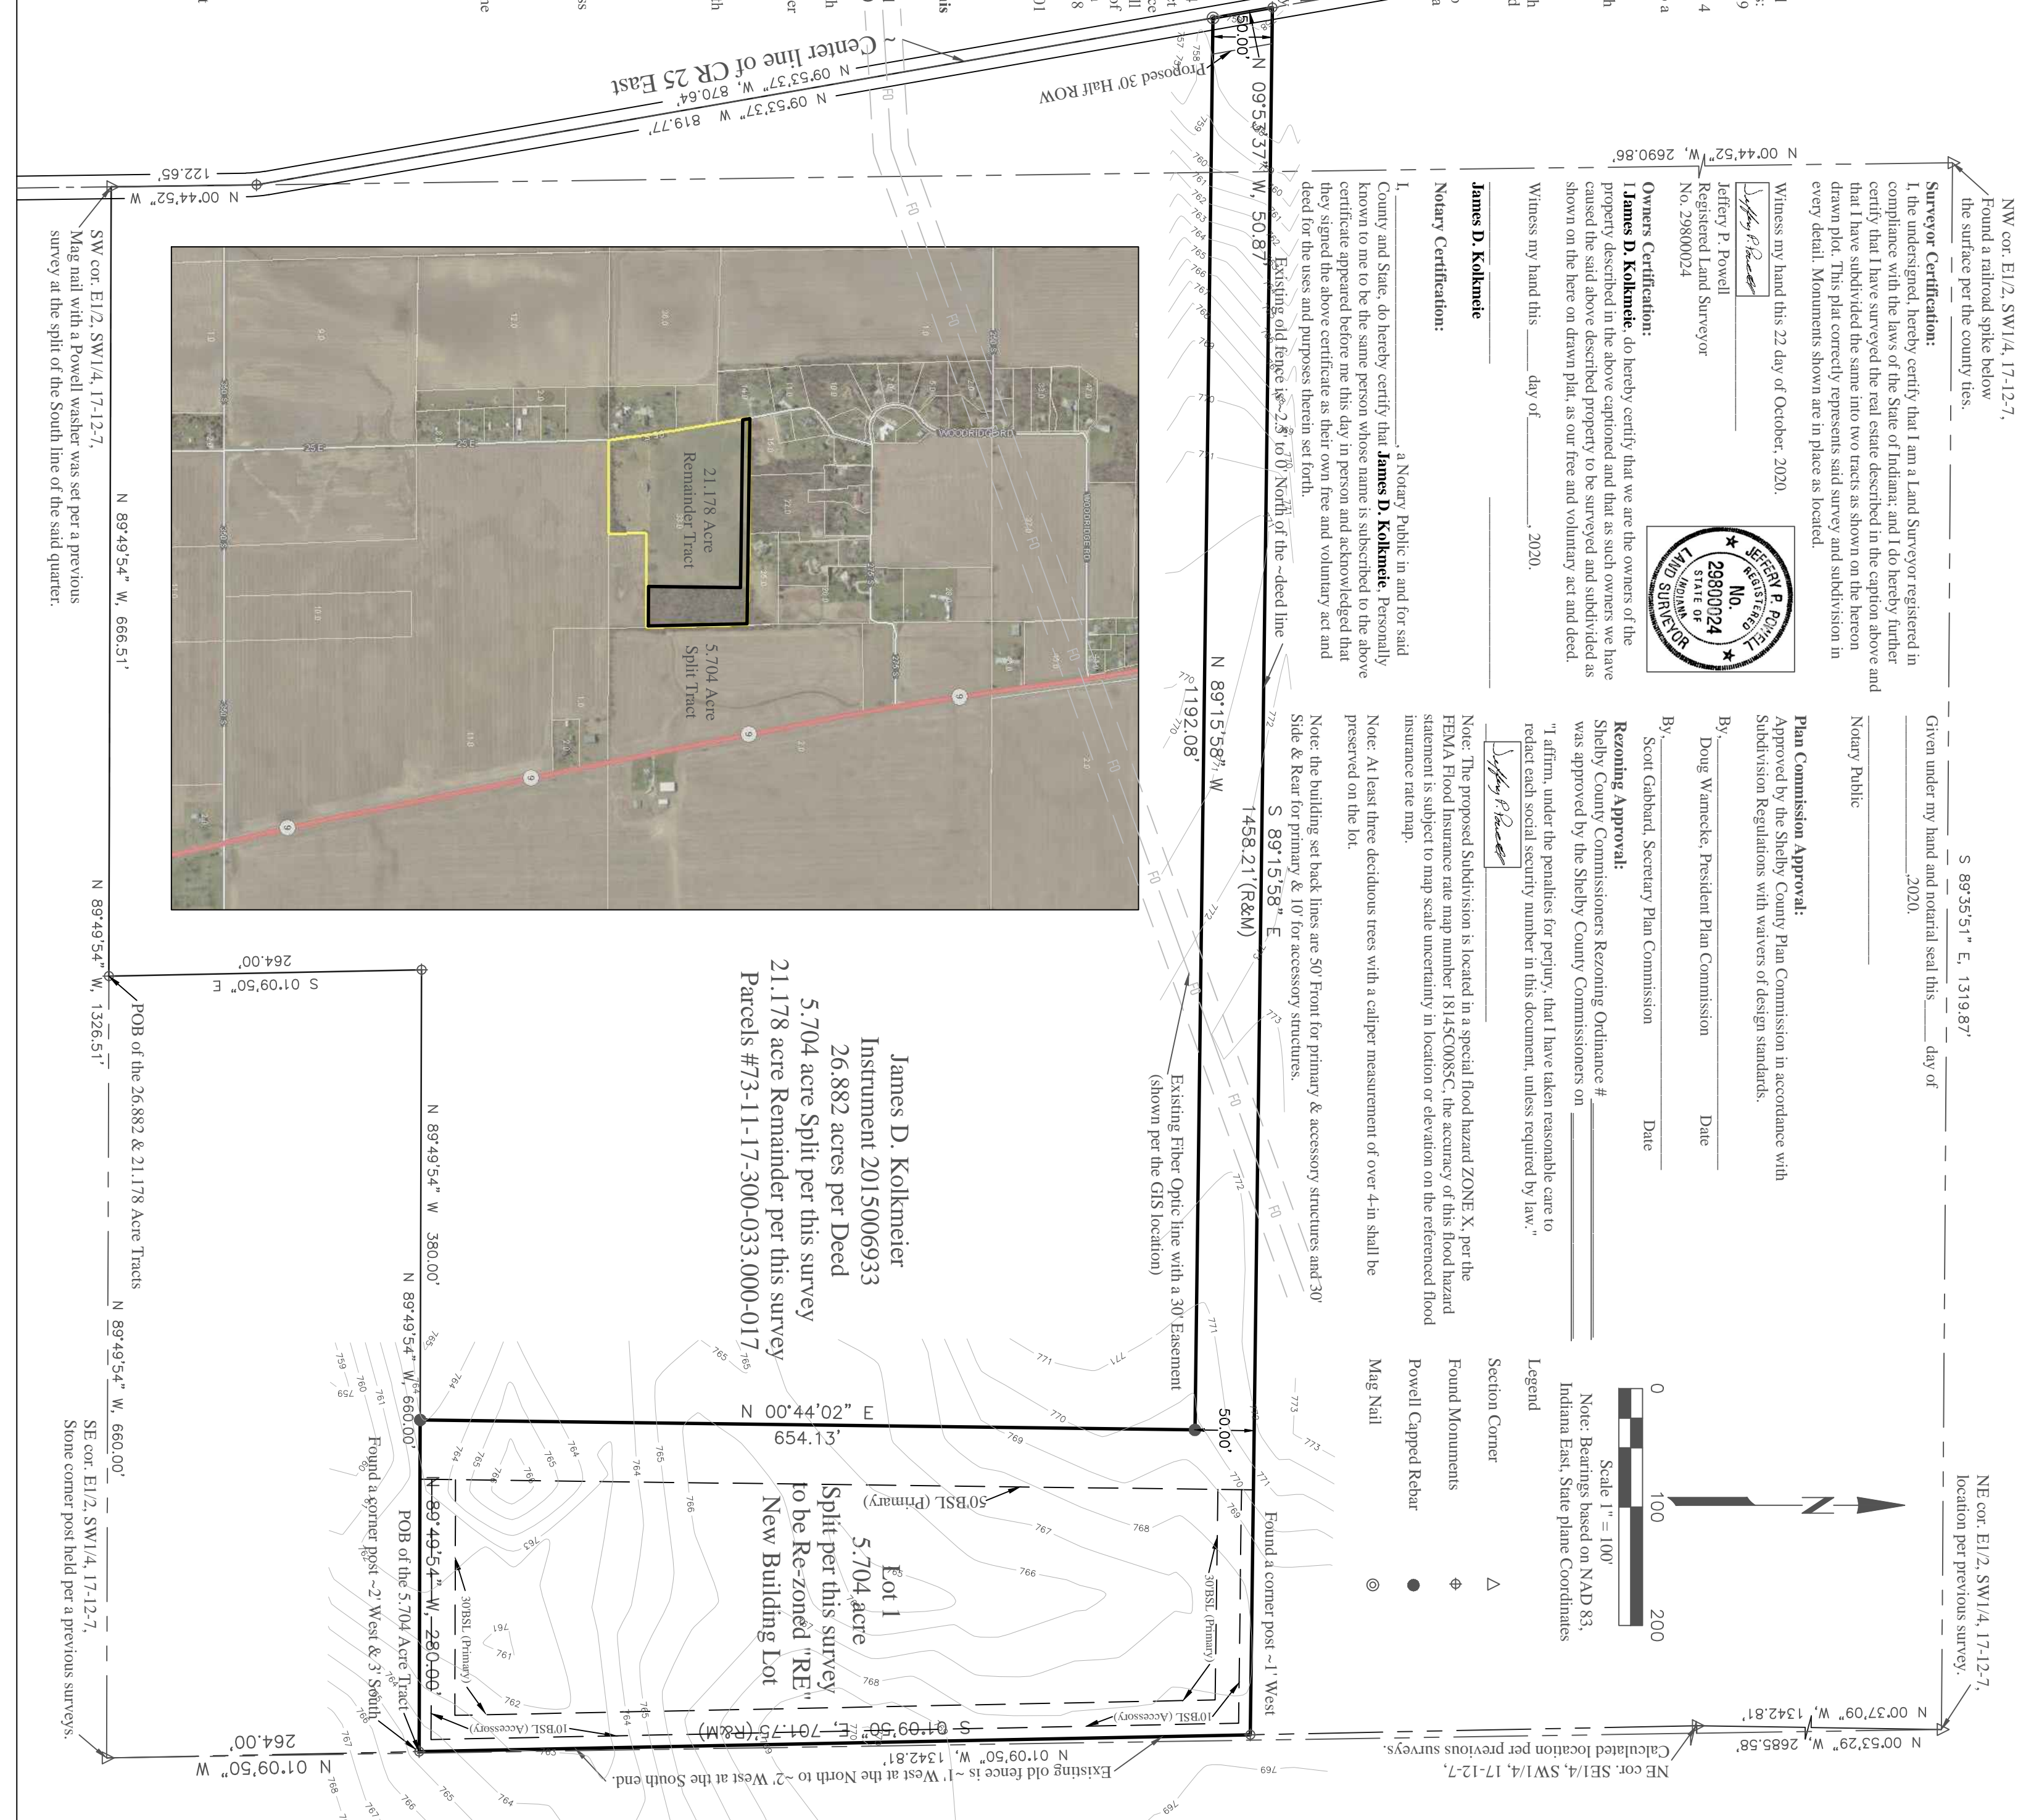 NW cor. E1/2, SW1/4, 17-12-7,
Found a railroad spike below
the surface per the county ties.
N 00°44'52" W, 2690.86'
S 89°35'51" E, 1319.87'
NE cor. E1/2, SW1/4, 17-12-7,
location per previous survey.
N 00°37'09" W, 1342.81'
N 00°53'29" W, 2685.58'
NE cor. SE1/4, SW1/4, 17-12-7,
Calculated location per previous surveys.
Surveyor Certification:
I, the undersigned, hereby certify that I am a Land Surveyor registered in
compliance with the laws of the State of Indiana; and I do hereby further
certify that I have surveyed the real estate described in the caption above and
that I have subdivided the same into two tracts as shown on the hereon
drawn plot. This plat correctly represents said survey and subdivision in
every detail. Monuments shown are in place as located.
Witness my hand this 22 day of October, 2020.
Jeffery P. Powell
Jeffery P. Powell
Registered Land Surveyor
No. 29800024
JEFFERY P. POWELL
REGISTERED
No.
29800024
STATE OF
INDIANA
LAND SURVEYOR
Owners Certification:
I James D. Kolkmeie, do hereby certify that we are the owners of the
property described in the above captioned and that as such owners we have
caused the said above described property to be surveyed and subdivided as
shown on the here on drawn plat, as our free and voluntary act and deed.
Witness my hand this ____ day of __________, 2020.
James D. Kolkmeie
Notary Certification:
I, ____________________, a Notary Public in and for said
County and State, do hereby certify that James D. Kolkmeie, Personally
known to me to be the same person whose name is subscribed to the above
certificate appeared before me this day in person and acknowledged that
they signed the above certificate as their own free and voluntary act and
deed for the uses and purposes therein set forth.
Given under my hand and notarial seal this____ day of
__________,2020.
Notary Public
Plan Commission Approval:
Approved by the Shelby County Plan Commission in accordance with
Subdivision Regulations with waivers of design standards.
By,
Doug Warnecke, President Plan Commission Date
By,
Scott Gabbard, Secretary Plan Commission Date
Rezoning Approval:
Shelby County Commissioners Rezoning Ordinance #
was approved by the Shelby County Commissioners on
"I affirm, under the penalties for perjury, that I have taken reasonable care to
redact each social security number in this document, unless required by law."
Jeffery P. Powell
Note: The proposed Subdivision is located in a special flood hazard ZONE X, per the
FEMA Flood Insurance rate map number 18145C0085C, the accuracy of this flood hazard
statement is subject to map scale uncertainty in location or elevation on the referenced flood
insurance rate map.
Note: At least three deciduous trees with a caliper measurement of over 4-in shall be
preserved on the lot.
Note: the building set back lines are 50' Front for primary & accessory structures and 30'
Side & Rear for primary & 10' for accessory structures.
0 100 200
Scale 1" = 100'
Note: Bearings based on NAD 83,
Indiana East, State plane Coordinates
N
Legend
Section Corner
Found Monuments
Powell Capped Rebar
Mag Nail
Existing old fence is ~2.5' to 0' North of the ~deed line
S 89°15'58" E
1458.21'(R&M)
N 89°15'58" W
1192.08'
N 09°53'37" W, 50.87'
50.00'
Proposed 30' Half ROW
~ Center line of CR 25 East
N 09°53'37" W, 870.64'
N 09°53'37" W 819.77'
N 00°44'52" W
122.65'
Existing Fiber Optic line with a 30' Easement
(shown per the GIS location)
FO
Found a corner post ~1' West
50.00'
N 00°44'02" E
654.13'
50'BSL (Primary)
30'BSL (Primary)
10'BSL (Accessory)
Lot 1
5.704 acre
Split per this survey
to be Re-zoned "RE"
New Building Lot
30'BSL (Primary)
10'BSL (Accessory)
S 01°09'50" E, 701.75'(R&M)
N 01°09'50" W, 1342.81'
Existing old fence is ~1' West at the North to ~2' West at the South end.
James D. Kolkmeier
Instrument 2015006933
26.882 acres per Deed
5.704 acre Split per this survey
21.178 acre Remainder per this survey
Parcels #73-11-17-300-033.000-017
21.178 Acre
Remainder Tract
5.704 Acre
Split Tract
WOODRIDGE RD
25 E
9
N 89°49'54" W 380.00'
N 89°49'54" W, 660.00'
N 89°49'54" W, 280.00'
POB of the 5.704 Acre Tract
Found a corner post ~2' West & 3' South
S 01°09'50" E
264.00'
POB of the 26.882 & 21.178 Acre Tracts
N 89°49'54" W, 666.51'
N 89°49'54" W, 1326.51'
N 89°49'54" W, 660.00'
N 01°09'50" W
264.00'
SW cor. E1/2, SW1/4, 17-12-7,
Mag nail with a Powell washer was set per a previous
survey at the split of the South line of the said quarter.
SE cor. E1/2, SW1/4, 17-12-7,
Stone corner post held per a previous surveys.